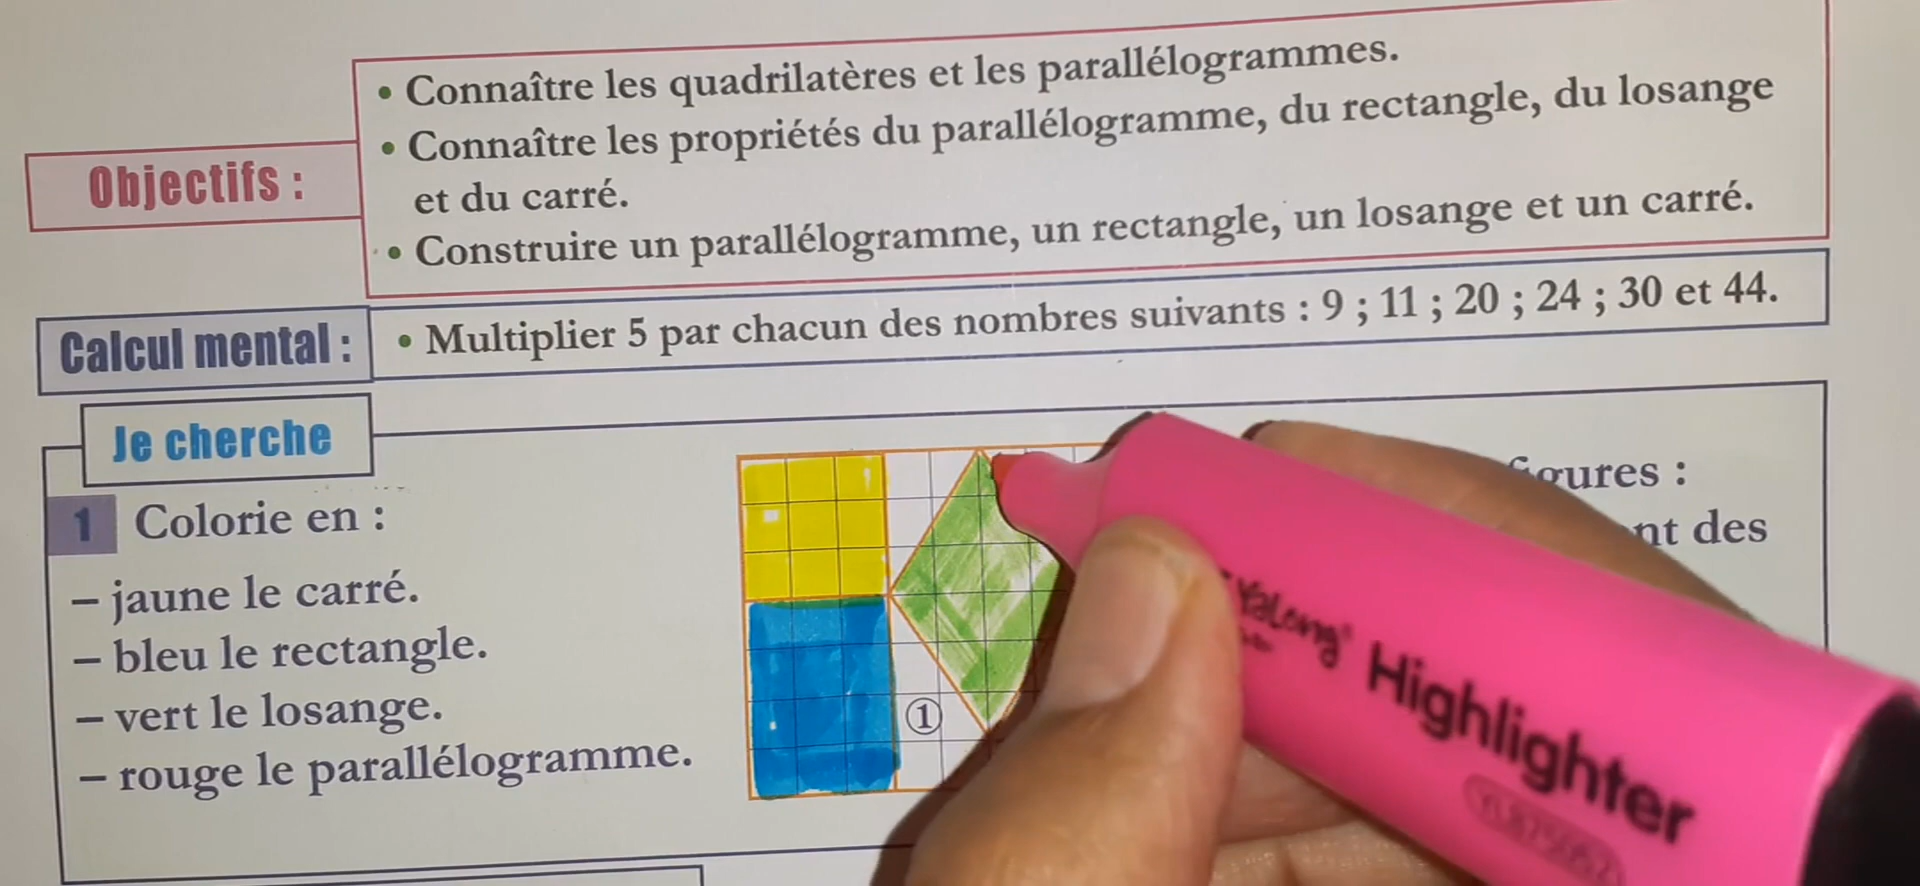 • Connaître les quadrilatères et les parallélogrammes.
• Connaître les propriétés du parallélogramme, du rectangle, du losange
et du carré.
• Construire un parallélogramme, un rectangle, un losange et un carré.
Objectifs :
Calcul mental :
• Multiplier 5 par chacun des nombres suivants : 9 ; 11 ; 20 ; 24 ; 30 et 44.
Je cherche
1 Colorie en :
– jaune le carré.
– bleu le rectangle.
– vert le losange.
– rouge le parallélogramme.
①
gures :
nt des
YaLong Highlighter